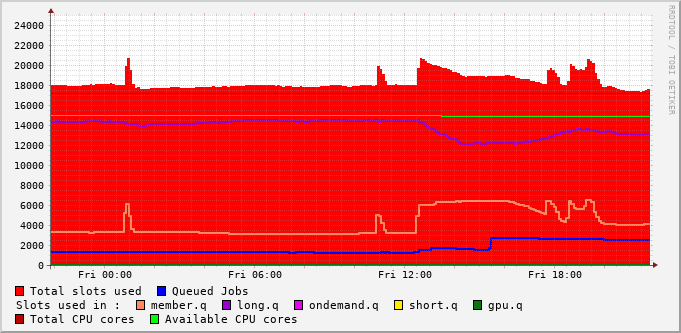 24000
22000
20000
18000
16000
14000
12000
10000
8000
6000
4000
2000
0
Fri 00:00 Fri 06:00 Fri 12:00 Fri 18:00
Total slots used Queued Jobs
Slots used in : member.q long.q ondemand.q short.q gpu.q
Total CPU cores Available CPU cores
RRDTOOL / TOBI OETIKER